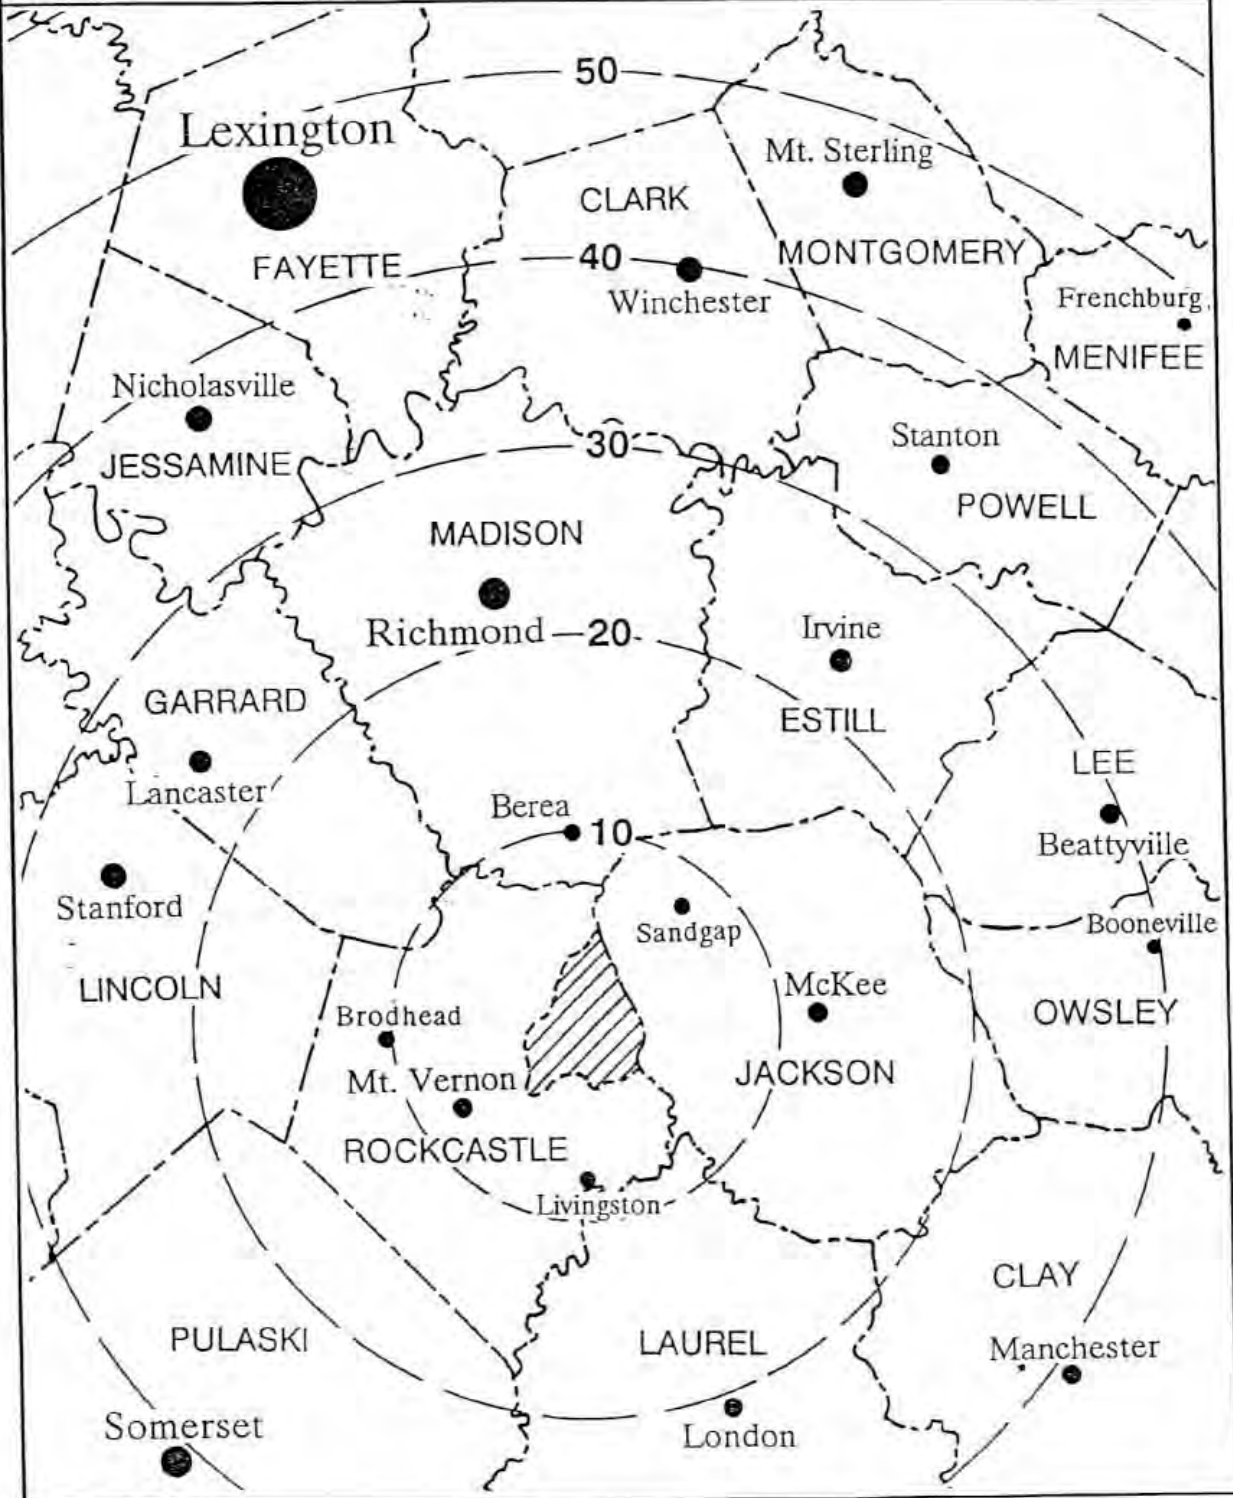 50
Lexington
Mt. Sterling
CLARK
MONTGOMERY
FAYETTE
40
Winchester
Frenchburg
MENIFEE
Nicholasville
Stanton
30
JESSAMINE
POWELL
MADISON
Richmond
20
Irvine
GARRARD
ESTILL
LEE
Lancaster
Berea
10
Beattyville
Stanford
Sandgap
Booneville
LINCOLN
McKee
Brodhead
OWSLEY
Mt. Vernon
JACKSON
ROCKCASTLE
Livingston
CLAY
PULASKI
LAUREL
Manchester
Somerset
London